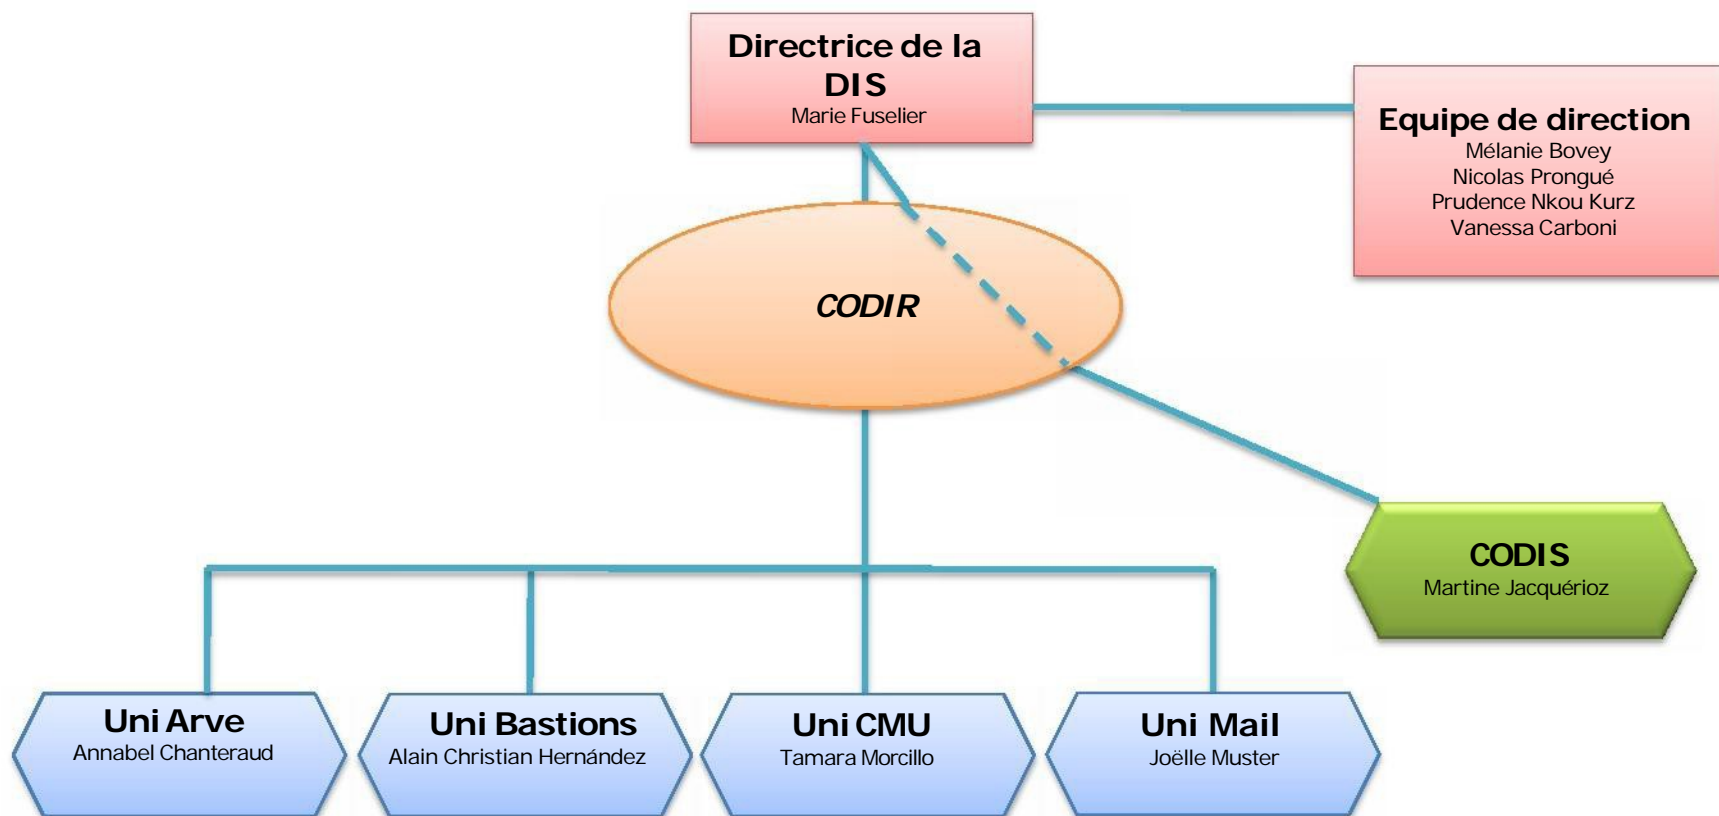 Directrice de la
DIS
Marie Fuselier
Equipe de direction
Mélanie Bovey
Nicolas Prongué
Prudence Nkou Kurz
Vanessa Carboni
CODIR
CODIS
Martine Jacquérioz
Uni Arve
Annabel Chanteraud
Uni Bastions
Alain Christian Hernández
Uni CMU
Tamara Morcillo
Uni Mail
Joëlle Muster